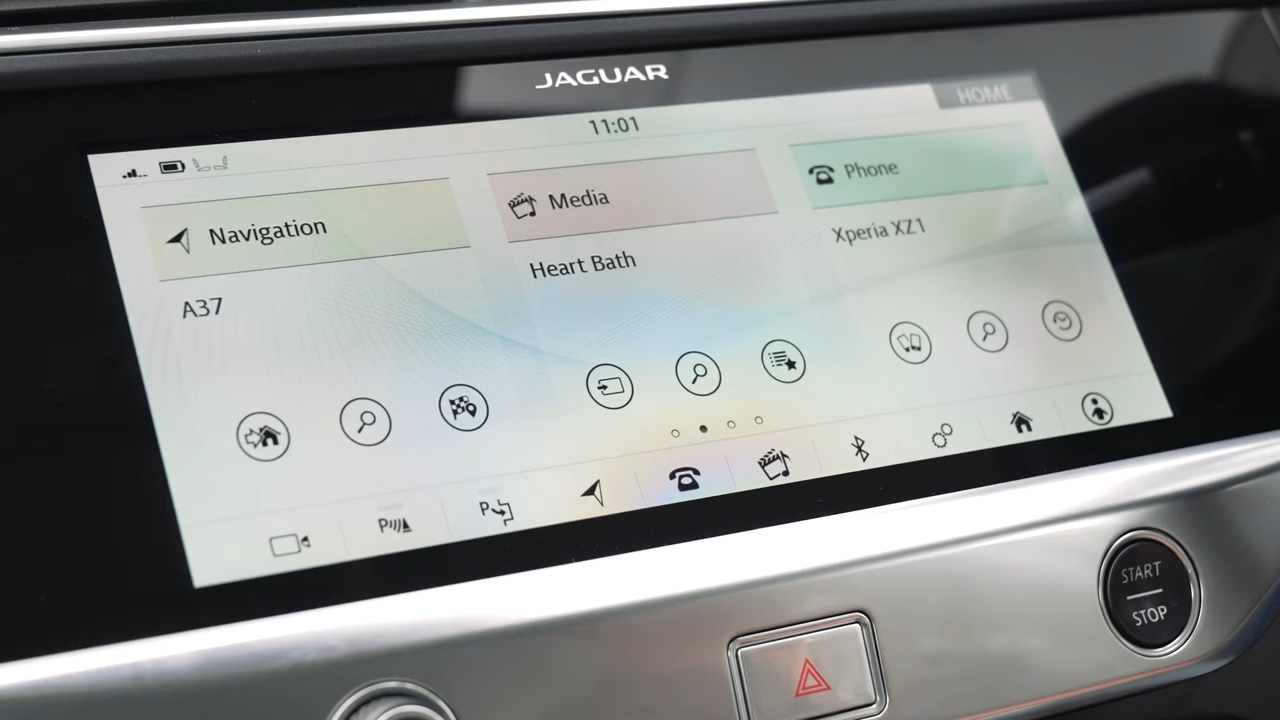 JAGUAR
HOME
11:01
Navigation
Media
Phone
A37
Heart Bath
Xperia XZ1
P
P
START
STOP